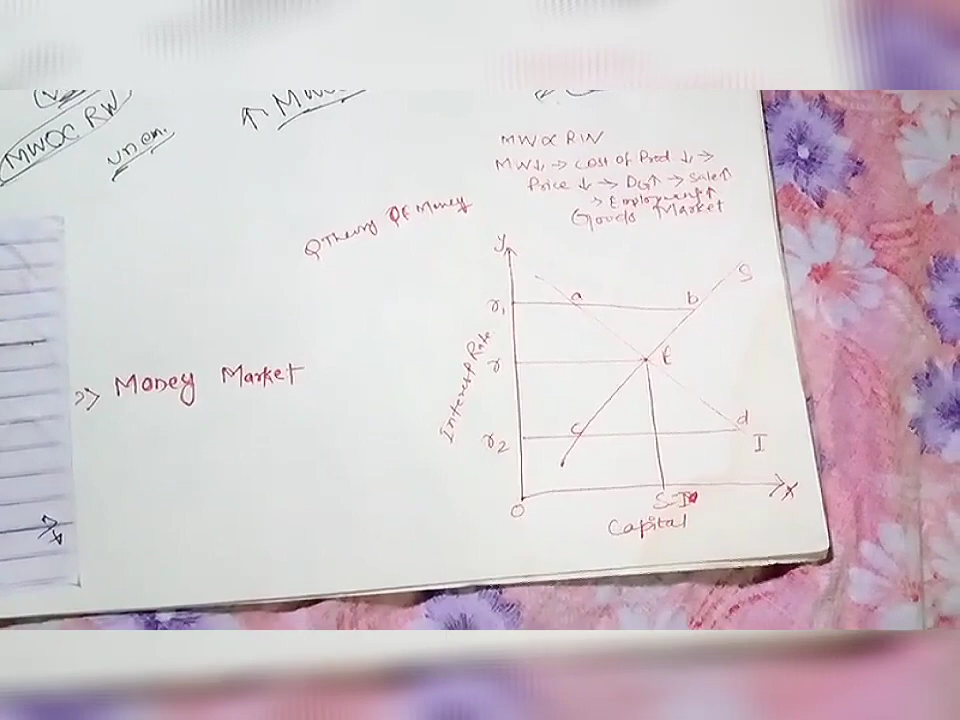 MW∝ RW
unem.
↑ MW
MW∝ RW
MW↓ → Cost of Prod ↓ →
Price ↓ → DG↑ → Sale↑
→ Employment↑
Goods Market
Q Theory Of Money
⇒ Money Market
y
S
r1
a
b
Interest Rate
r
E
r2
c
d
I
O
S=I
X
Capital